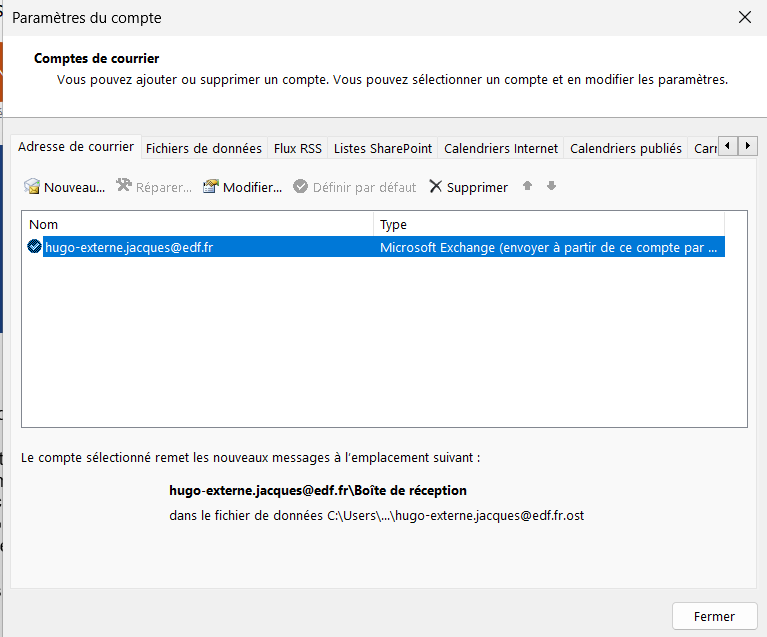 Paramètres du compte
Comptes de courrier
Vous pouvez ajouter ou supprimer un compte. Vous pouvez sélectionner un compte et en modifier les paramètres.
Adresse de courrier Fichiers de données Flux RSS Listes SharePoint Calendriers Internet Calendriers publiés
Nouveau... Réparer... Modifier... Définir par défaut Supprimer
Nom Type
hugo-externe.jacques@edf.fr Microsoft Exchange (envoyer à partir de ce compte par ...
Le compte sélectionné remet les nouveaux messages à l'emplacement suivant :
hugo-externe.jacques@edf.fr\Boîte de réception
dans le fichier de données C:\Users\...\hugo-externe.jacques@edf.fr.ost
Fermer